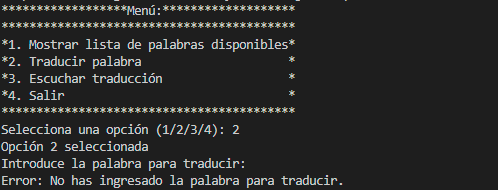 ******************Menú:*******************
******************************************
*1. Mostrar lista de palabras disponibles*
*2. Traducir palabra                     *
*3. Escuchar traducción                  *
*4. Salir                                *
******************************************
Selecciona una opción (1/2/3/4): 2
Opción 2 seleccionada
Introduce la palabra para traducir:
Error: No has ingresado la palabra para traducir.